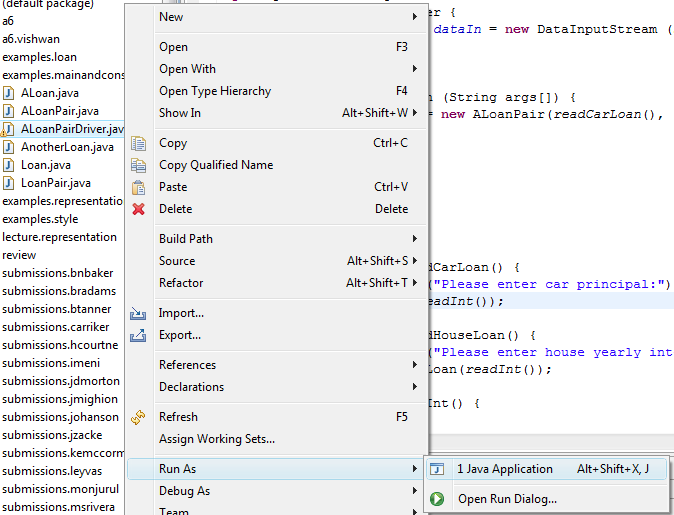 (default package)
a6
a6.vishwan
examples.loan
examples.mainandcons
ALoan.java
ALoanPair.java
ALoanPairDriver.jav
AnotherLoan.java
Loan.java
LoanPair.java
examples.representatio
examples.style
lecture.representation
review
submissions.bnbaker
submissions.bradams
submissions.btanner
submissions.carriker
submissions.hcourtne
submissions.imeni
submissions.jdmorton
submissions.jmighion
submissions.johanson
submissions.jzacke
submissions.kemccorm
submissions.leyvas
submissions.monjurul
submissions.msrivera
New
Open F3
Open With
Open Type Hierarchy F4
Show In Alt+Shift+W
Copy Ctrl+C
Copy Qualified Name
Paste Ctrl+V
Delete Delete
Build Path
Source Alt+Shift+S
Refactor Alt+Shift+T
Import...
Export...
References
Declarations
Refresh F5
Assign Working Sets...
Run As
Debug As
Team
1 Java Application Alt+Shift+X, J
Open Run Dialog...
er {
dataIn = new DataInputStream (
n (String args[]) {
= new ALoanPair(readCarLoan(),
dCarLoan() {
("Please enter car principal:")
eadInt());
dHouseLoan() {
("Please enter house yearly int
Loan(readInt());
Int() {